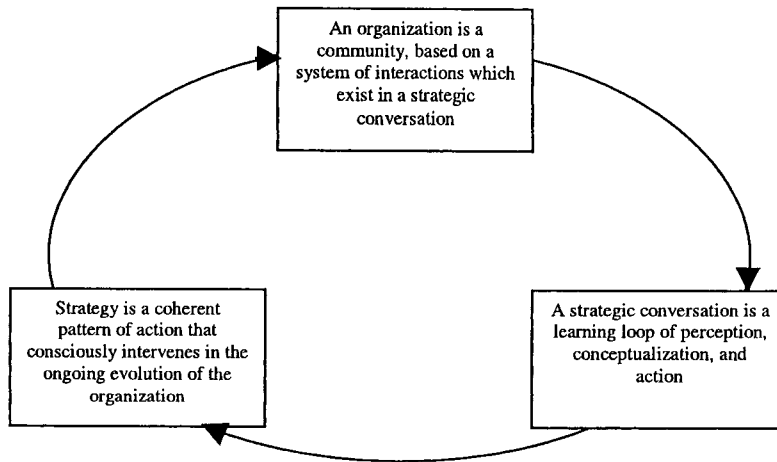 An organization is a
community, based on a
system of interactions which
exist in a strategic
conversation
Strategy is a coherent
pattern of action that
consciously intervenes in the
ongoing evolution of the
organization
A strategic conversation is a
learning loop of perception,
conceptualization, and
action